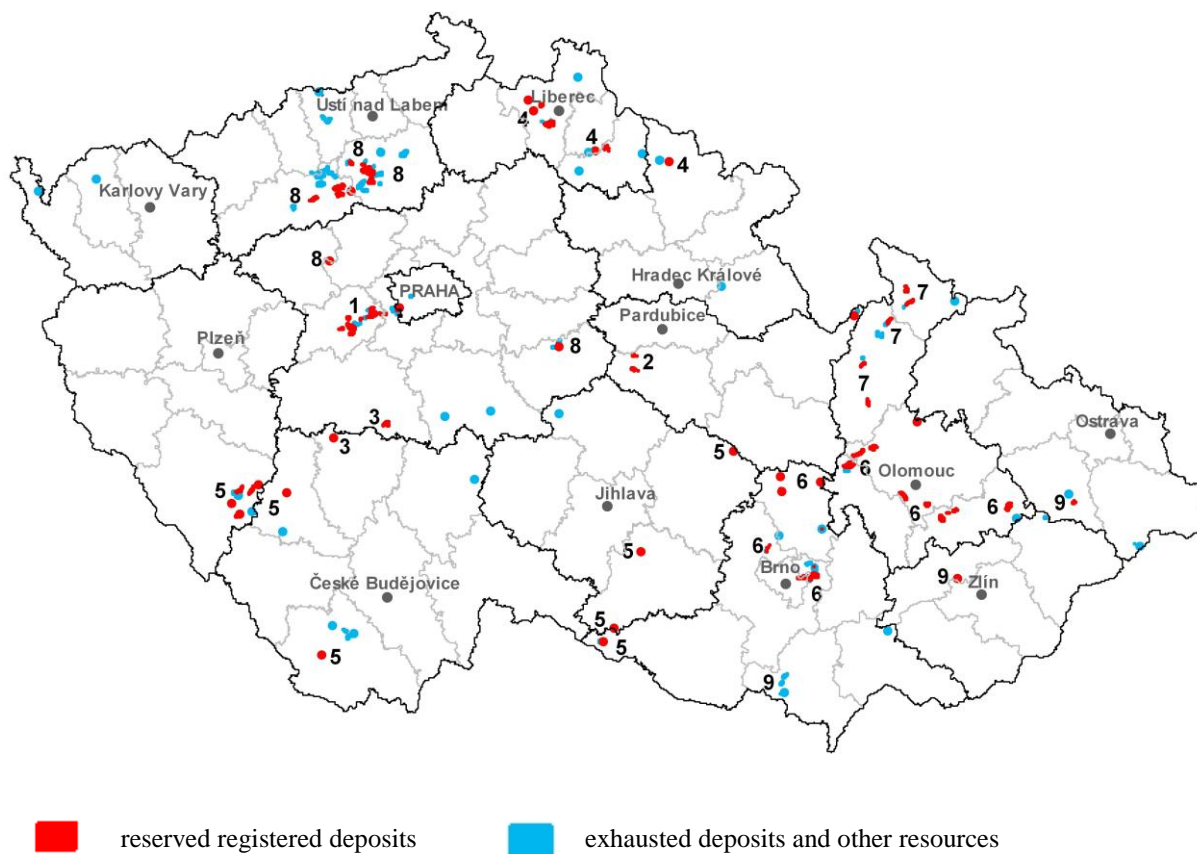 Liberec
Ústí nad Labem
4
8
4
4
8
Karlovy Vary
8
8
Hradec Králové
PRAHA
7
1
Pardubice
Plzeň
7
8
2
7
3
Ostrava
3
5
6
Olomouc
5
5
Jihlava
6
6
6
9
6
5
Brno
České Budějovice
9
Zlín
6
5
5
5
9
reserved registered deposits
exhausted deposits and other resources